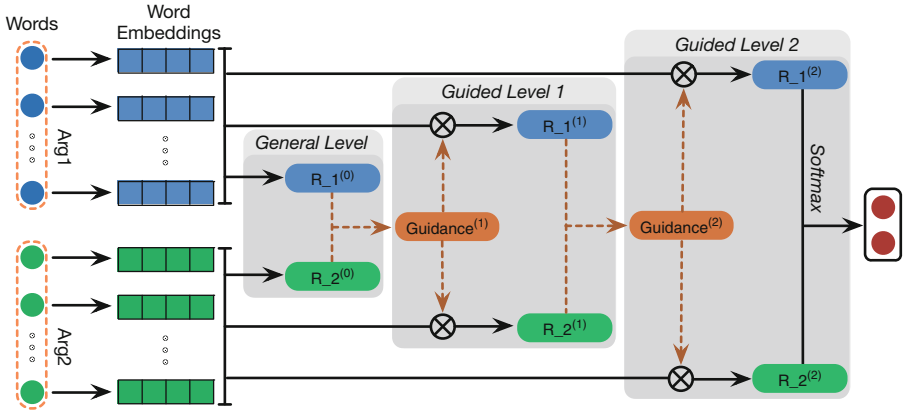 Words
Word
Embeddings
Arg1
Arg2
General Level
R_1(0)
R_2(0)
Guided Level 1
R_1(1)
Guidance(1)
R_2(1)
Guided Level 2
R_1(2)
Guidance(2)
R_2(2)
Softmax